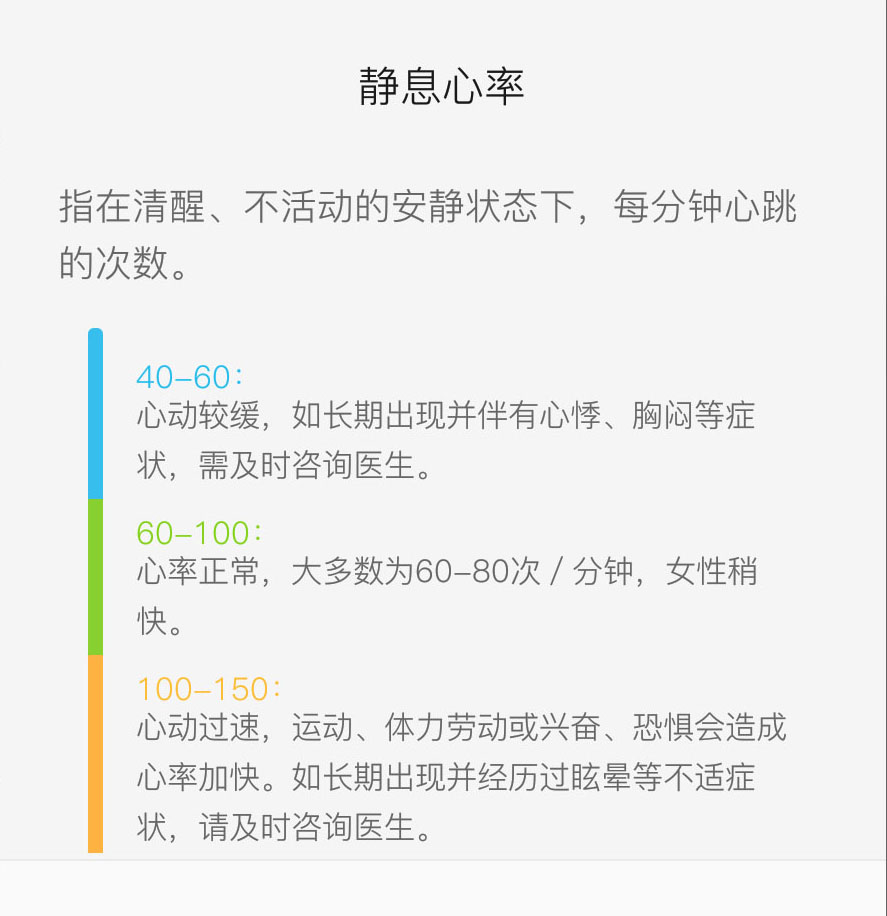 静息心率
指在清醒、不活动的安静状态下，每分钟心跳
的次数。
40-60：
心动较缓，如长期出现并伴有心悸、胸闷等症
状，需及时咨询医生。
60-100：
心率正常，大多数为60-80次 / 分钟，女性稍
快。
100-150：
心动过速，运动、体力劳动或兴奋、恐惧会造成
心率加快。如长期出现并经历过眩晕等不适症
状，请及时咨询医生。